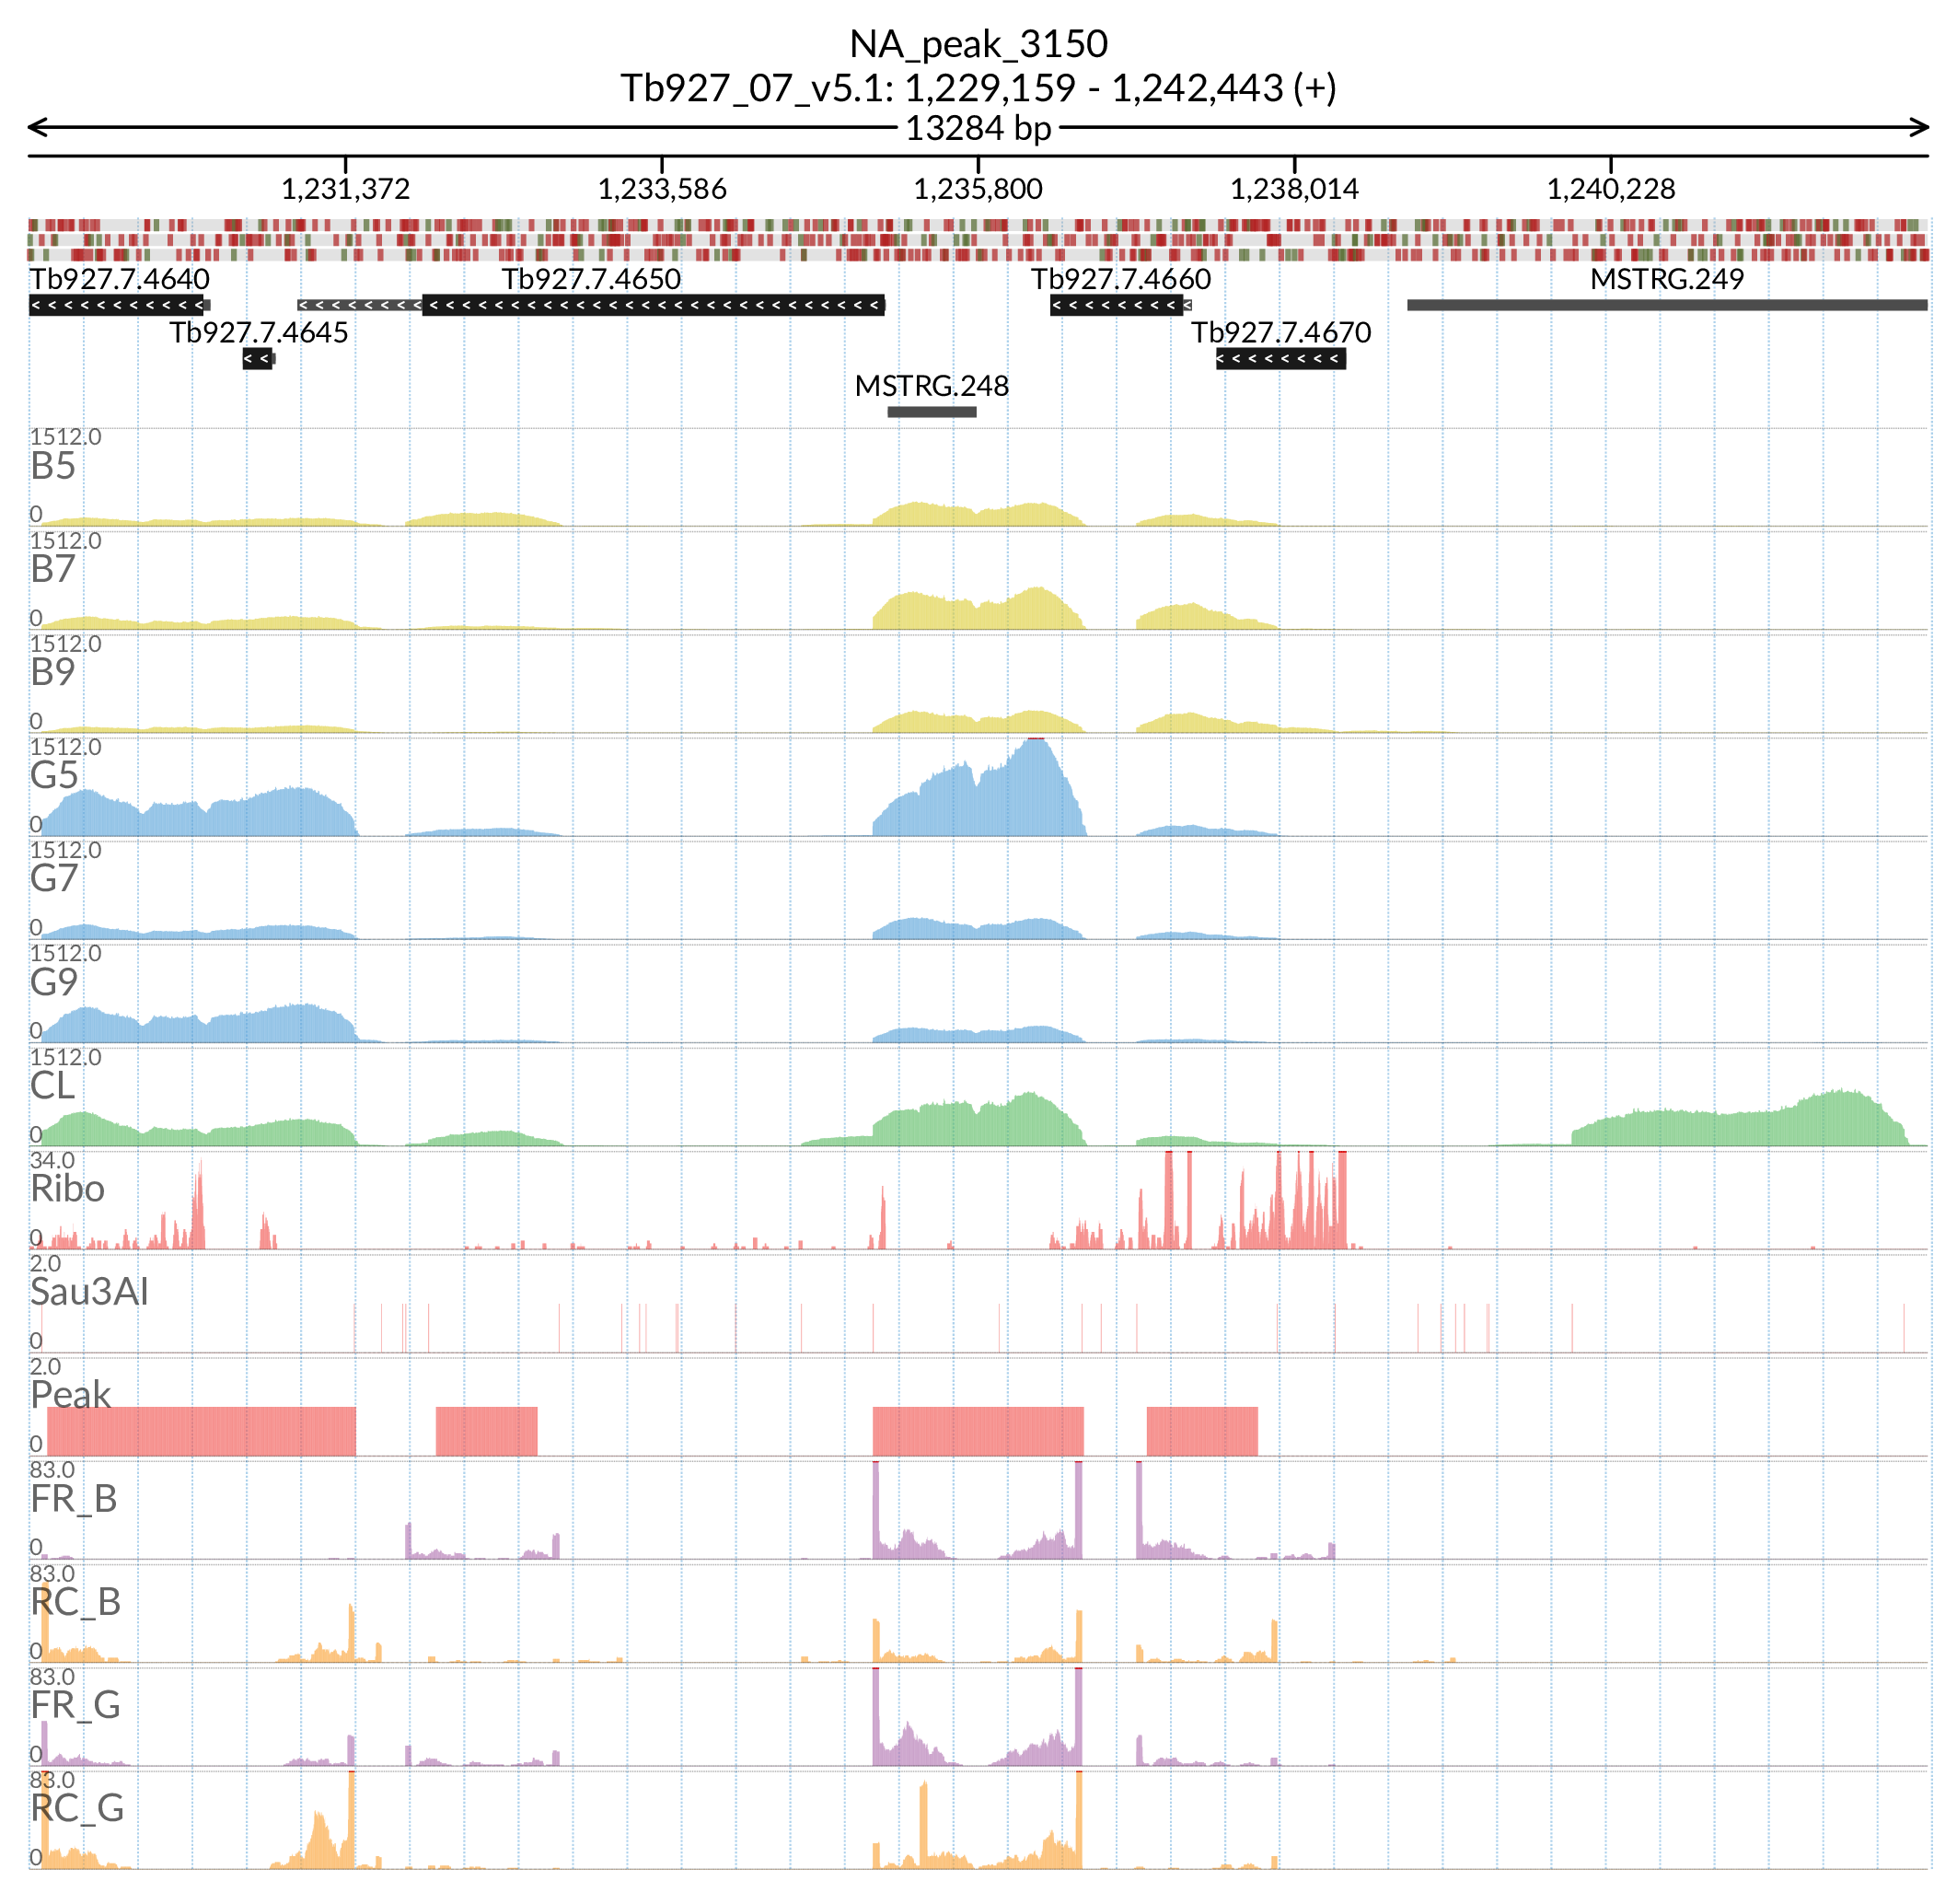 NA_peak_3150
Tb927_07_v5.1: 1,229,159 - 1,242,443 (+)
13284 bp
1,231,372 1,233,586 1,235,800 1,238,014 1,240,228
Tb927.7.4640 Tb927.7.4650 Tb927.7.4660 MSTRG.249
Tb927.7.4645 Tb927.7.4670
MSTRG.248
1512.0
B5
0
1512.0
B7
0
1512.0
B9
0
1512.0
G5
0
1512.0
G7
0
1512.0
G9
0
1512.0
CL
0
34.0
Ribo
0
2.0
Sau3AI
0
2.0
Peak
0
83.0
FR_B
0
83.0
RC_B
0
83.0
FR_G
0
83.0
RC_G
0